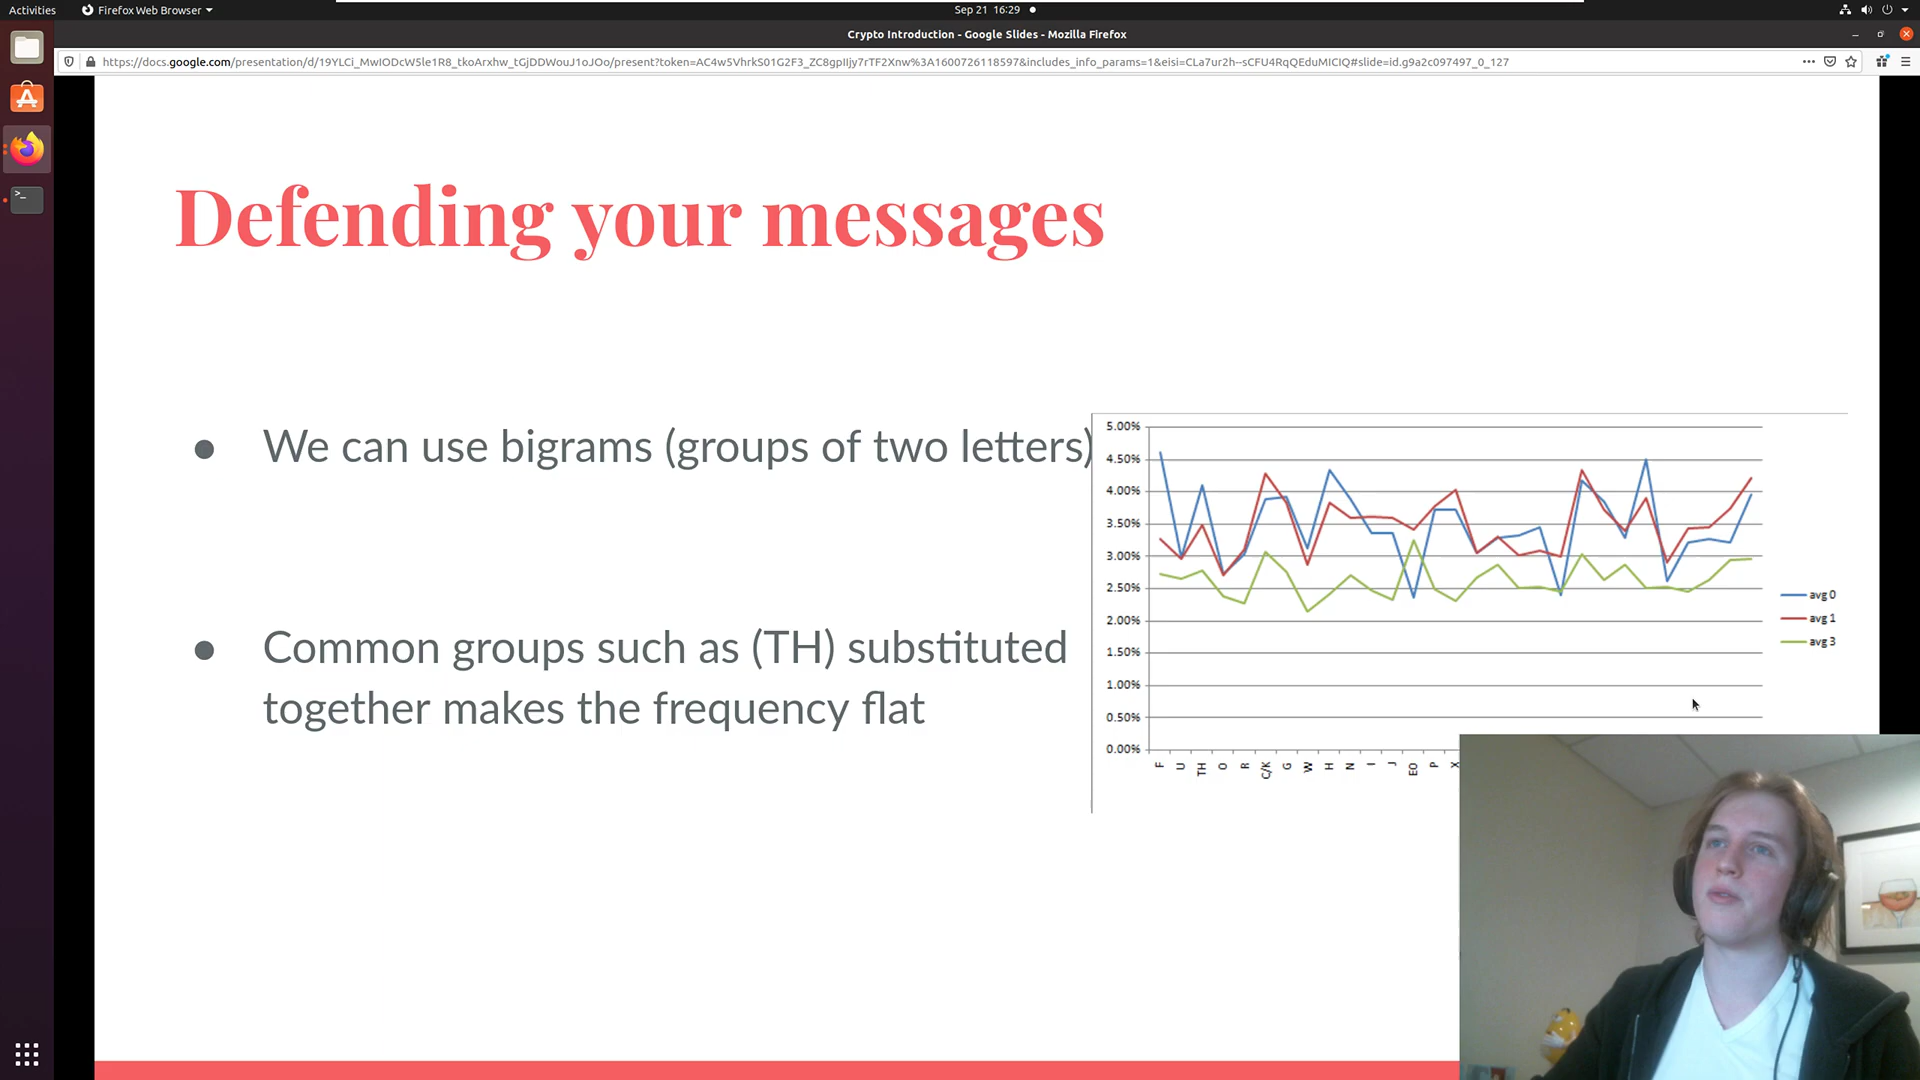 Activities
Firefox Web Browser
Sep 21 16:29
Crypto Introduction - Google Slides - Mozilla Firefox
Defending your messages
We can use bigrams (groups of two letters)
Common groups such as (TH) substituted
together makes the frequency flat
5.00%
4.50%
4.00%
3.50%
3.00%
2.50%
2.00%
1.50%
1.00%
0.50%
0.00%
F U TH O R C/K G W H N I J EO P X
avg 0
avg 1
avg 3